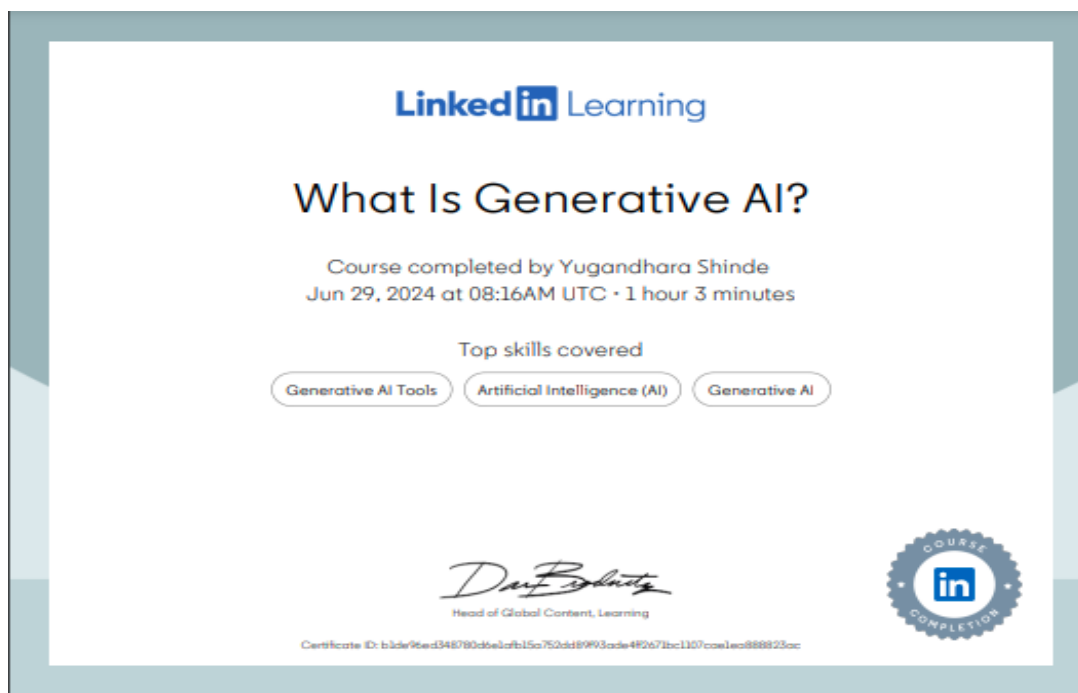 Linked in Learning
What Is Generative AI?
Course completed by Yugandhara Shinde
Jun 29, 2024 at 08:16AM UTC • 1 hour 3 minutes
Top skills covered
Generative AI Tools Artificial Intelligence (AI) Generative AI
Head of Global Content, Learning
COURSE
in
COMPLETION
Certificate ID: